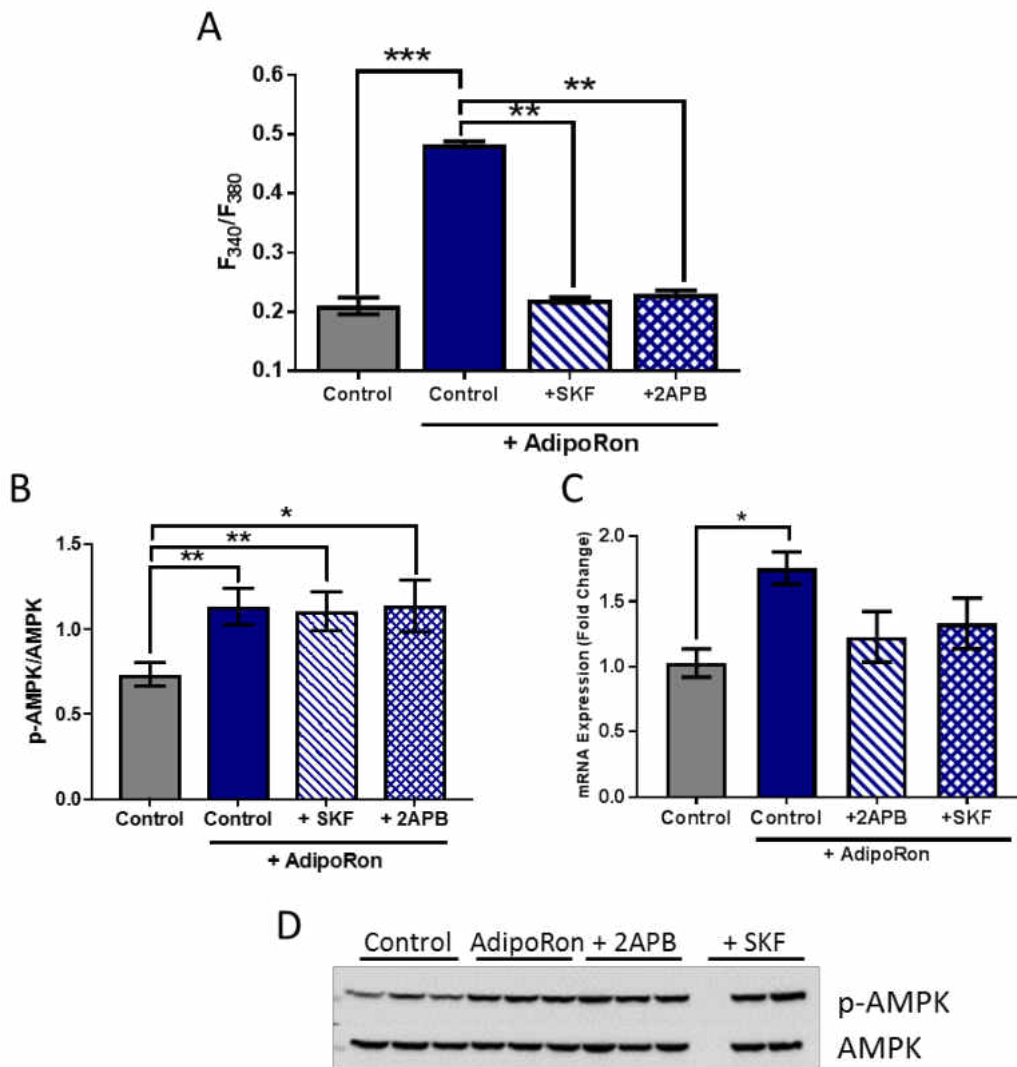 A
***
**
**
0.6
0.5
0.4
0.3
0.2
0.1
F340/F380
Control
Control
+SKF
+2APB
+ AdipoRon
B
*
**
**
1.5
1.0
0.5
0.0
p-AMPK/AMPK
Control
Control
+ SKF
+ 2APB
+ AdipoRon
C
*
2.0
1.5
1.0
0.5
0.0
mRNA Expression (Fold Change)
Control
Control
+2APB
+SKF
+ AdipoRon
D
Control AdipoRon + 2APB + SKF
p-AMPK
AMPK